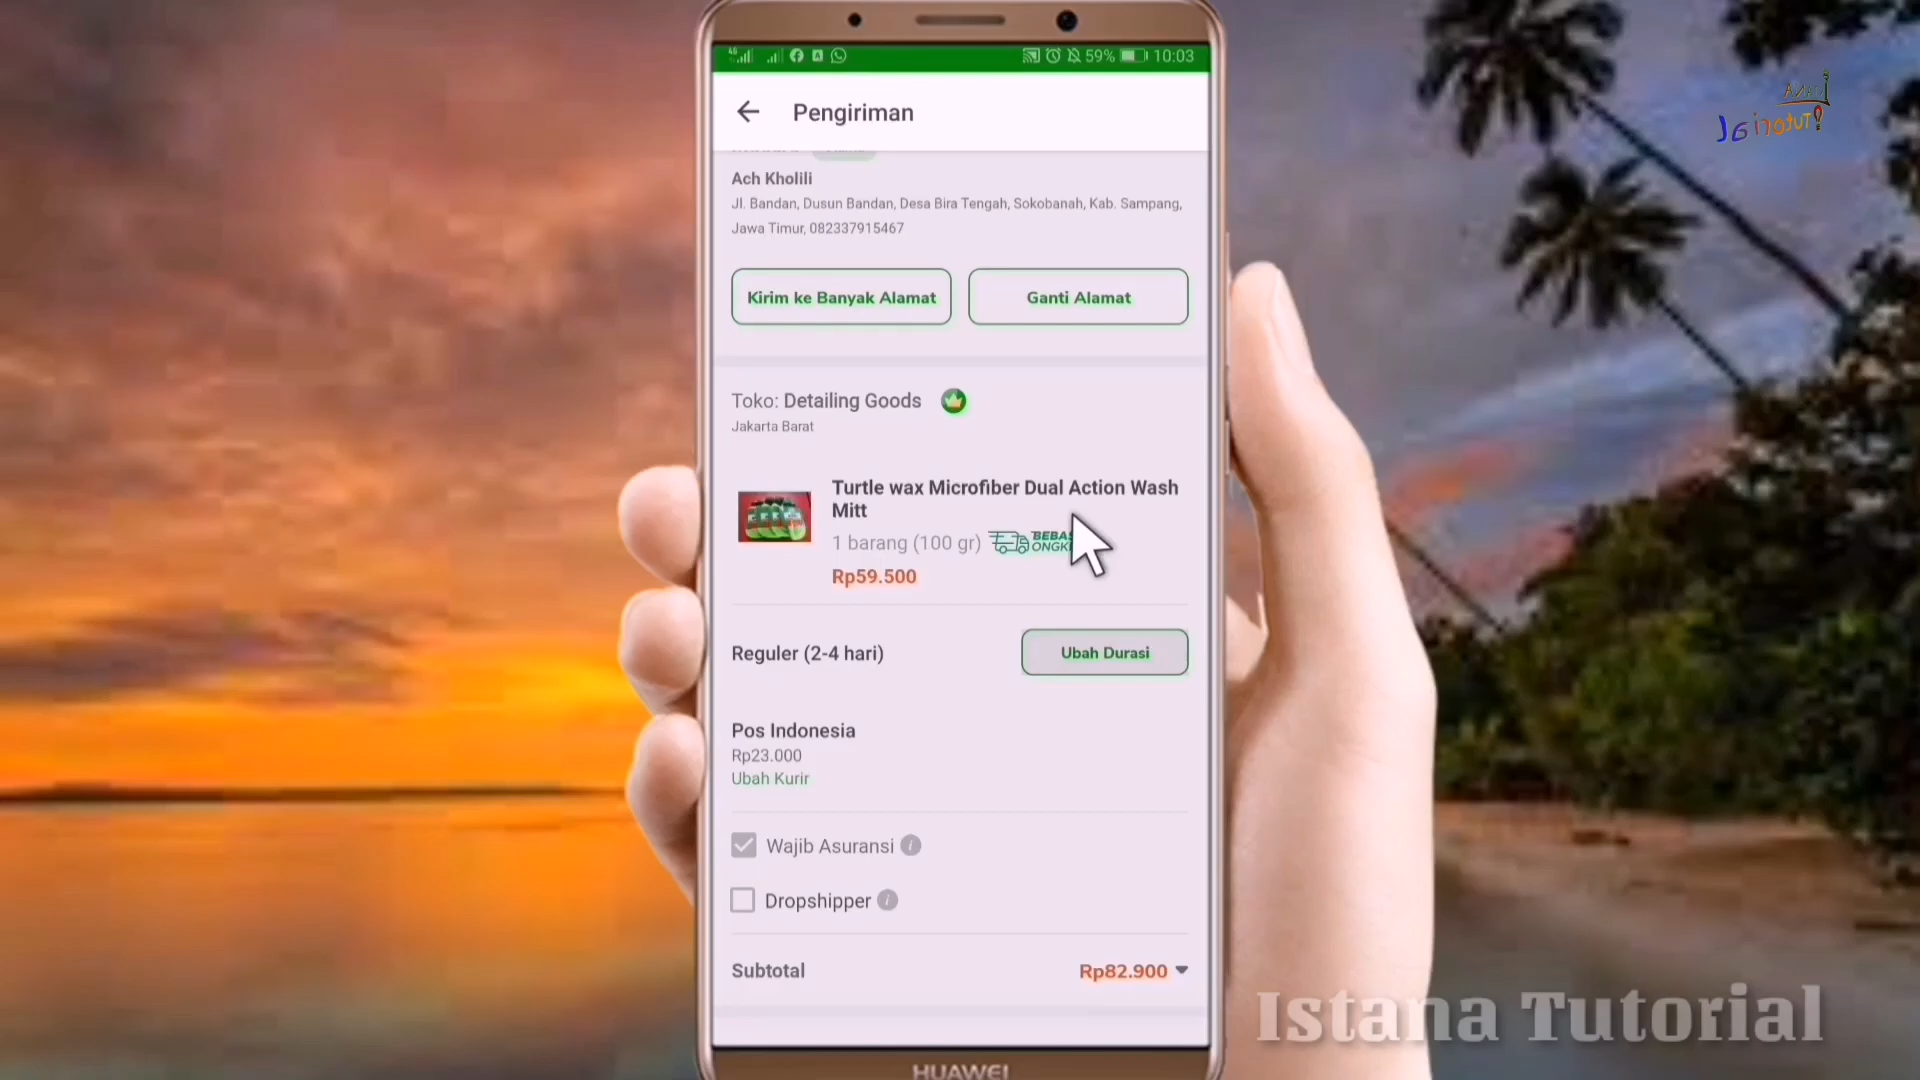 59% 10:03
Pengiriman
Ach Kholili
Jl. Bandan, Dusun Bandan, Desa Bira Tengah, Sokobanah, Kab. Sampang,
Jawa Timur, 082337915467
Kirim ke Banyak Alamat
Ganti Alamat
Toko: Detailing Goods
Jakarta Barat
Turtle wax Microfiber Dual Action Wash
Mitt
1 barang (100 gr)
Rp59.500
Reguler (2-4 hari)
Ubah Durasi
Pos Indonesia
Rp23.000
Ubah Kurir
Wajib Asuransi
Dropshipper
Subtotal
Rp82.900
Istana Tutorial
HUAWEI